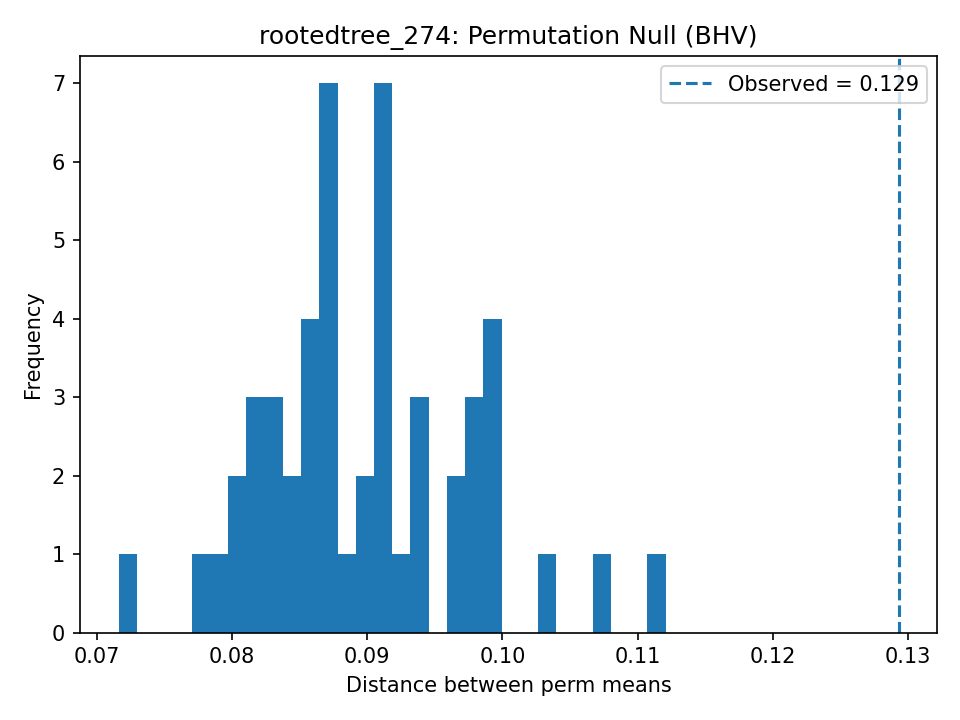 rootedtree_274: Permutation Null (BHV)
Observed = 0.129
Frequency
7
6
5
4
3
2
1
0
0.07 0.08 0.09 0.10 0.11 0.12 0.13
Distance between perm means